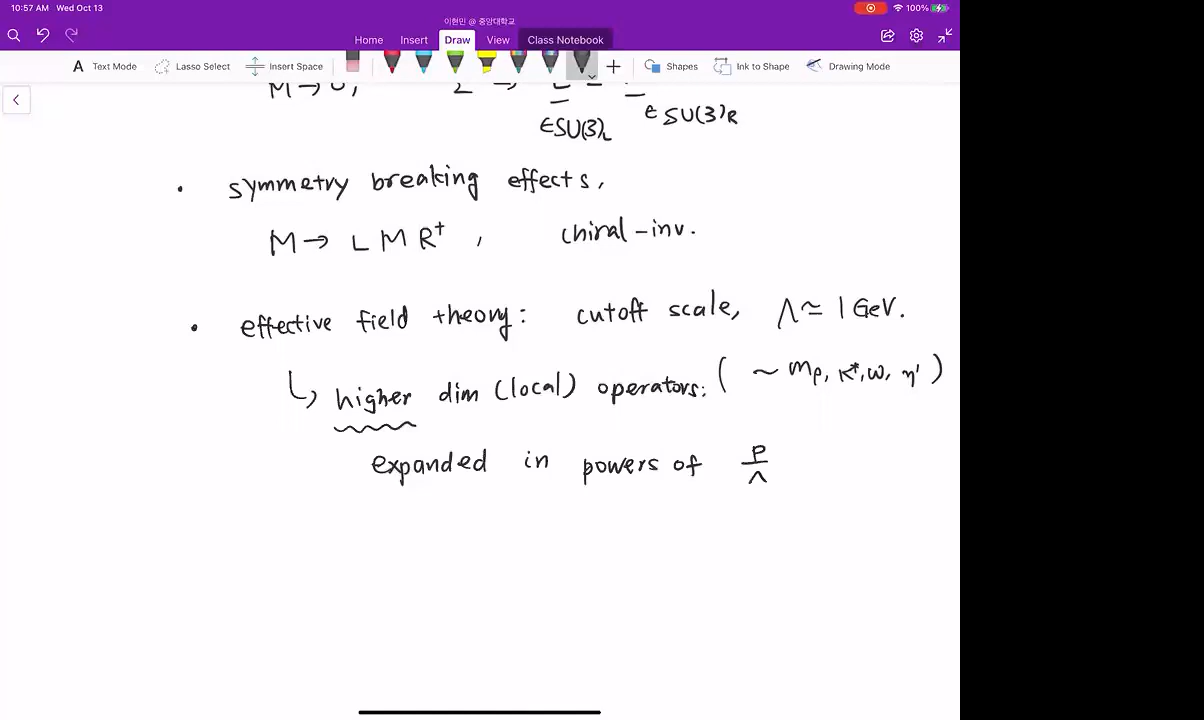 10:57 AM Wed Oct 13
100%
이현민 @ 중앙대학교
Home Insert Draw View Class Notebook
A Text Mode Lasso Select Insert Space Shapes Ink to Shape Drawing Mode
M → 0, Σ →
∈ SU(3)_L ∈ SU(3)_R
• symmetry breaking effects,
M → L M R†, chiral-inv.
• effective field theory: cutoff scale, Λ ≃ 1 GeV.
↳ higher dim (local) operators: ( ~ mρ, K*, ω, η' )
expanded in powers of P/Λ